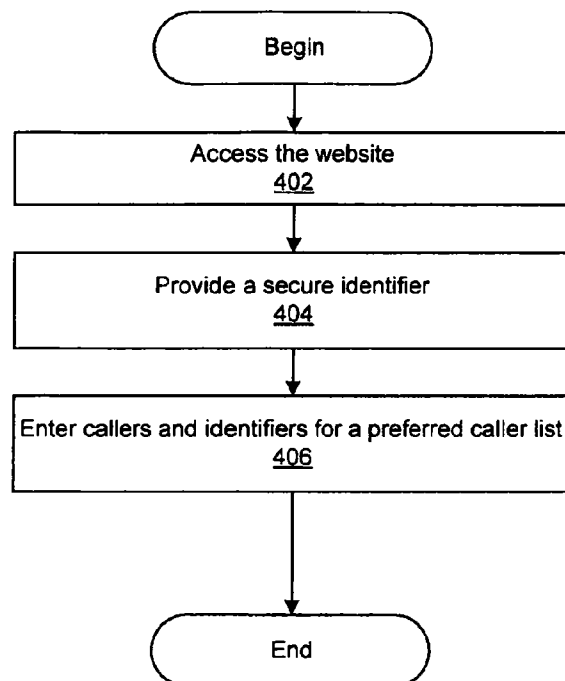 Begin
Access the website
402
Provide a secure identifier
404
Enter callers and identifiers for a preferred caller list
406
End